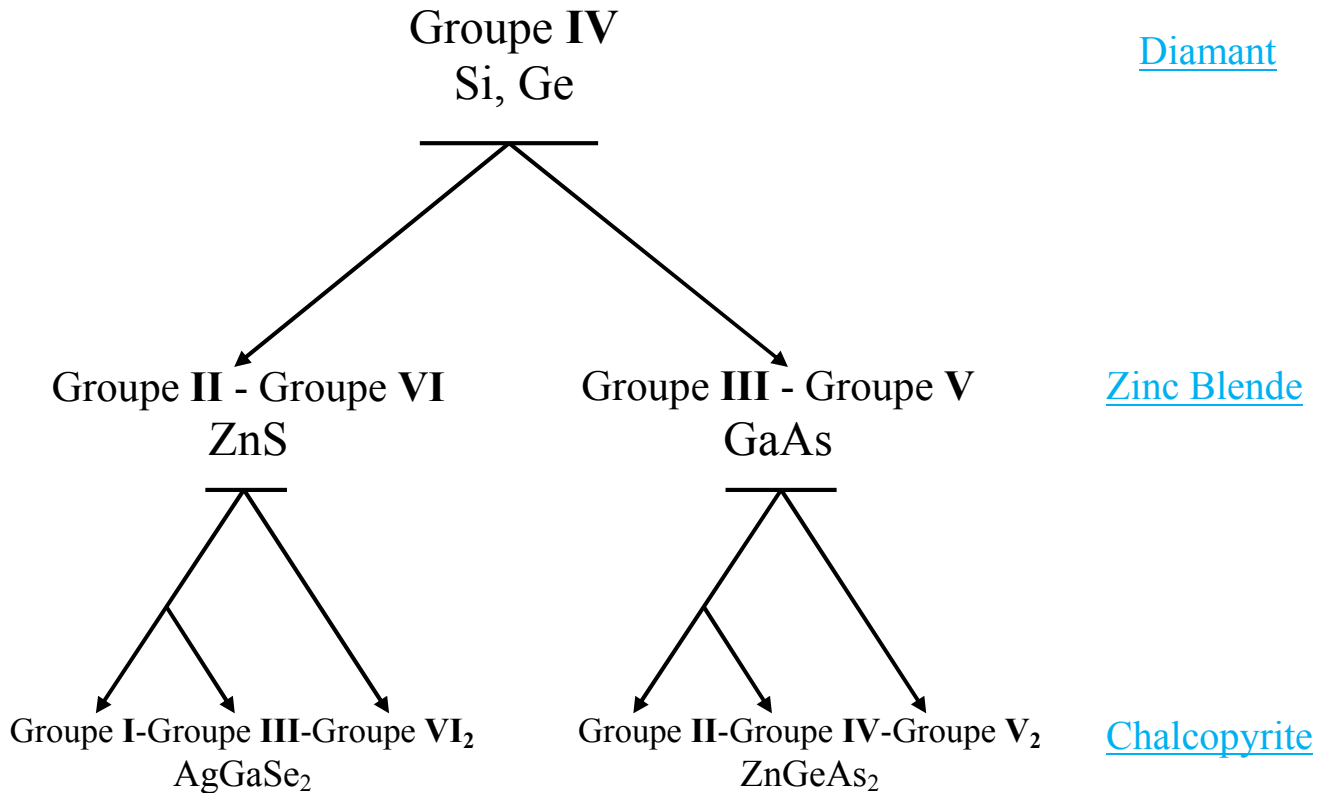 Groupe IV
Si, Ge
Diamant
Groupe II - Groupe VI
ZnS
Groupe III - Groupe V
GaAs
Zinc Blende
Groupe I-Groupe III-Groupe VI₂
AgGaSe₂
Groupe II-Groupe IV-Groupe V₂
ZnGeAs₂
Chalcopyrite